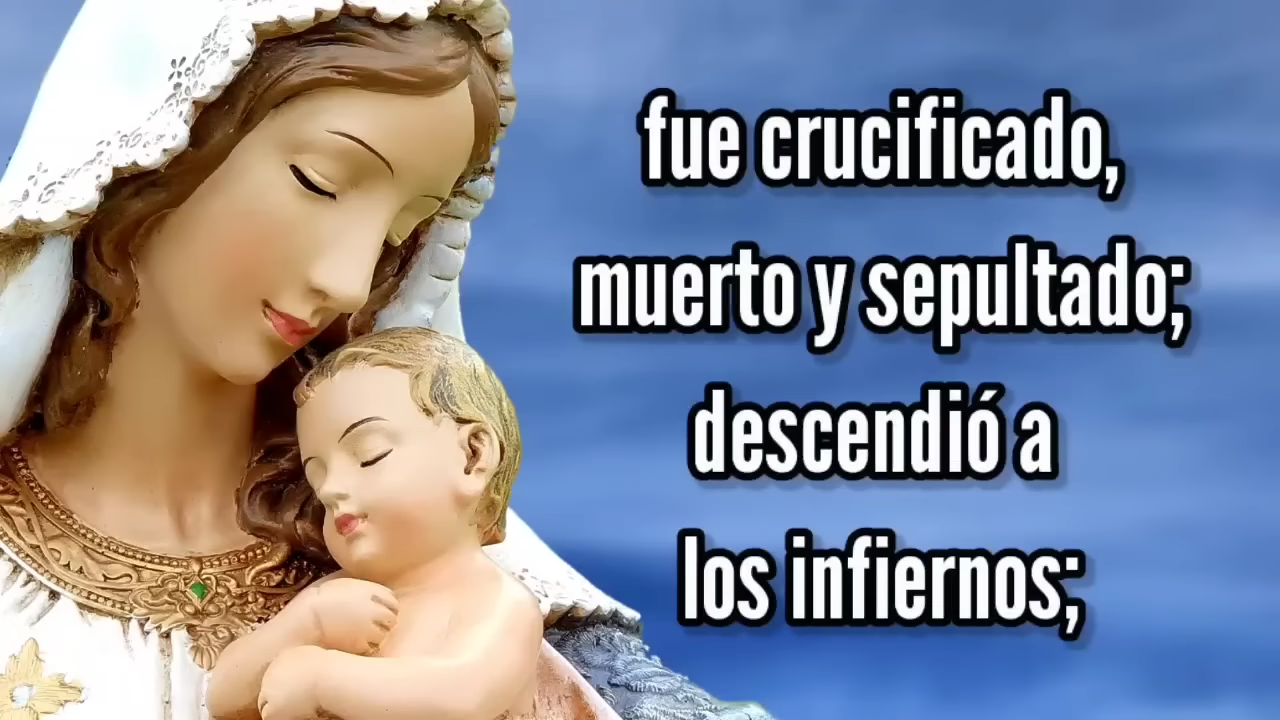 fue crucificado,
muerto y sepultado;
descendió a
los infiernos;